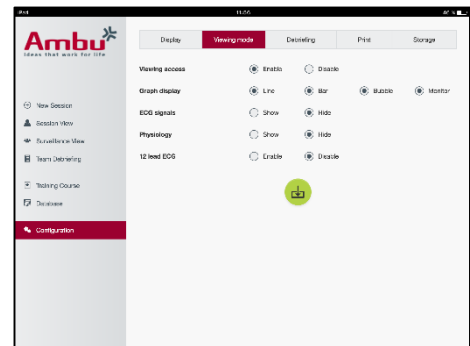 iPad 11:56
Ambu
Ideas that work for life
Display Viewing mode Debriefing Print Storage
Viewing access Enable Disable
Graph display Line Bar Bubble Monitor
ECG signals Show Hide
Physiology Show Hide
12 lead ECG Enable Disable
New Session
Session View
Surveillance View
Team Debriefing
Training Course
Database
Configuration